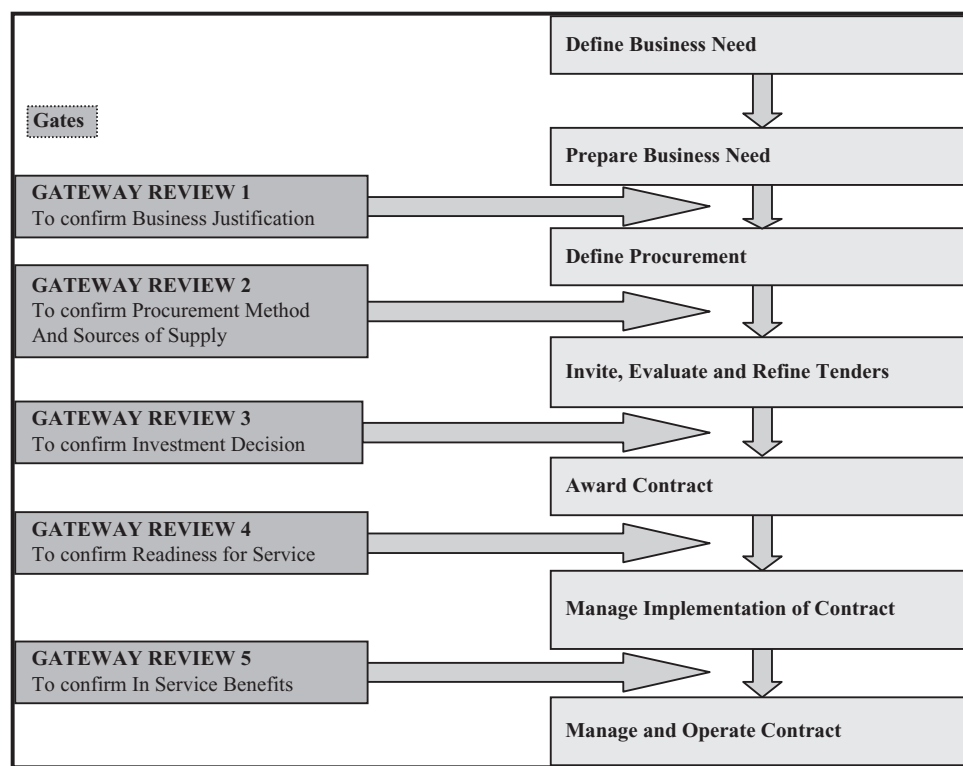 Define Business Need
Gates
Prepare Business Need
GATEWAY REVIEW 1
To confirm Business Justification
Define Procurement
GATEWAY REVIEW 2
To confirm Procurement Method
And Sources of Supply
Invite, Evaluate and Refine Tenders
GATEWAY REVIEW 3
To confirm Investment Decision
Award Contract
GATEWAY REVIEW 4
To confirm Readiness for Service
Manage Implementation of Contract
GATEWAY REVIEW 5
To confirm In Service Benefits
Manage and Operate Contract